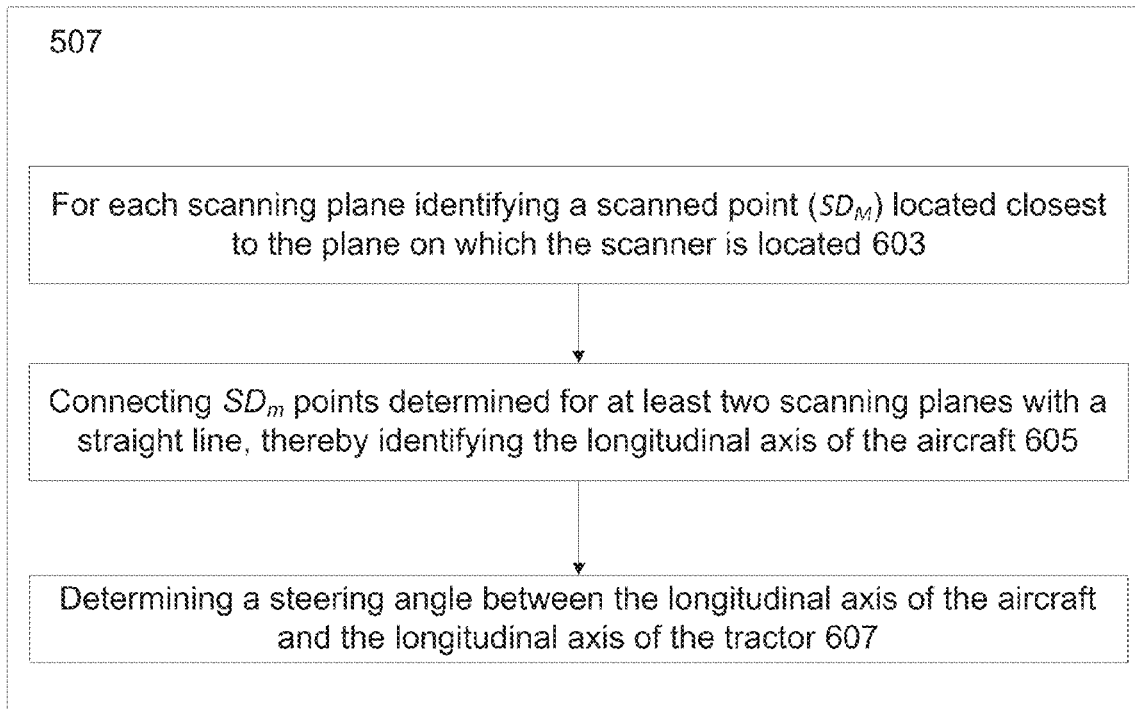 507
For each scanning plane identifying a scanned point (SD_M) located closest
to the plane on which the scanner is located 603
Connecting SD_m points determined for at least two scanning planes with a
straight line, thereby identifying the longitudinal axis of the aircraft 605
Determining a steering angle between the longitudinal axis of the aircraft
and the longitudinal axis of the tractor 607